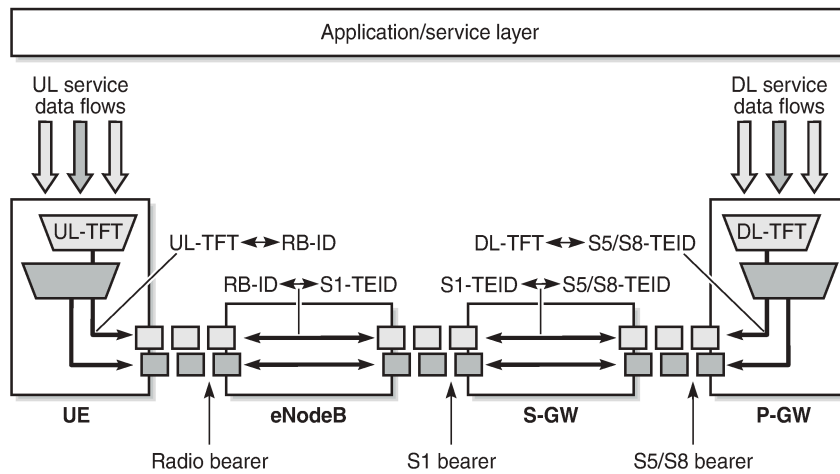 Application/service layer
UL service
data flows
DL service
data flows
UL-TFT
UL-TFT RB-ID
DL-TFT S5/S8-TEID
DL-TFT
RB-ID S1-TEID
S1-TEID S5/S8-TEID
UE
eNodeB
S-GW
P-GW
Radio bearer
S1 bearer
S5/S8 bearer